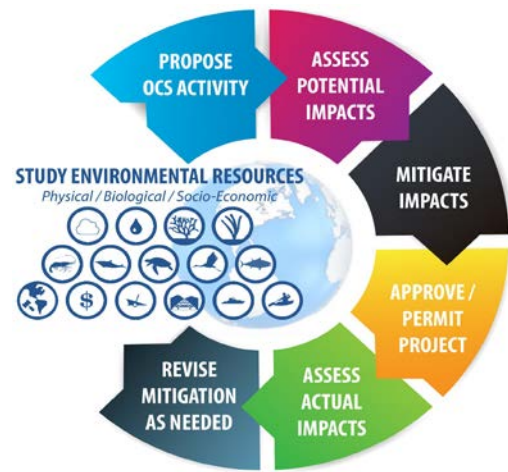 PROPOSE
OCS ACTIVITY
ASSESS
POTENTIAL
IMPACTS
MITIGATE
IMPACTS
APPROVE /
PERMIT
PROJECT
ASSESS
ACTUAL
IMPACTS
REVISE
MITIGATION
AS NEEDED
STUDY ENVIRONMENTAL RESOURCES
Physical / Biological / Socio-Economic
$